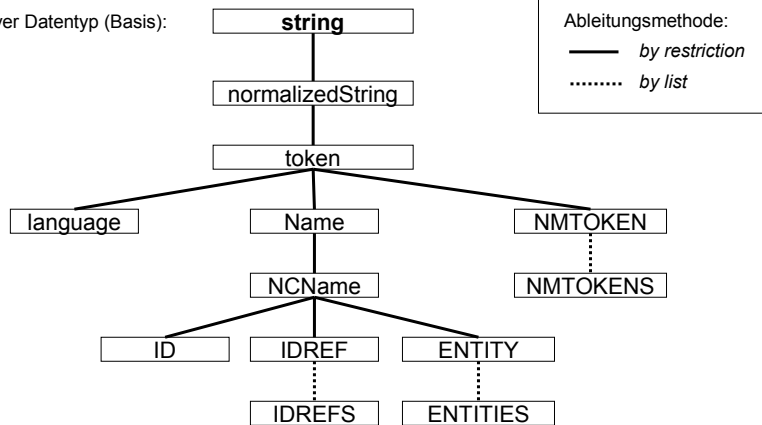 ver Datentyp (Basis):
string
Ableitungsmethode:
by restriction
by list
normalizedString
token
language Name NMTOKEN
NCName NMTOKENS
ID IDREF ENTITY
IDREFS ENTITIES